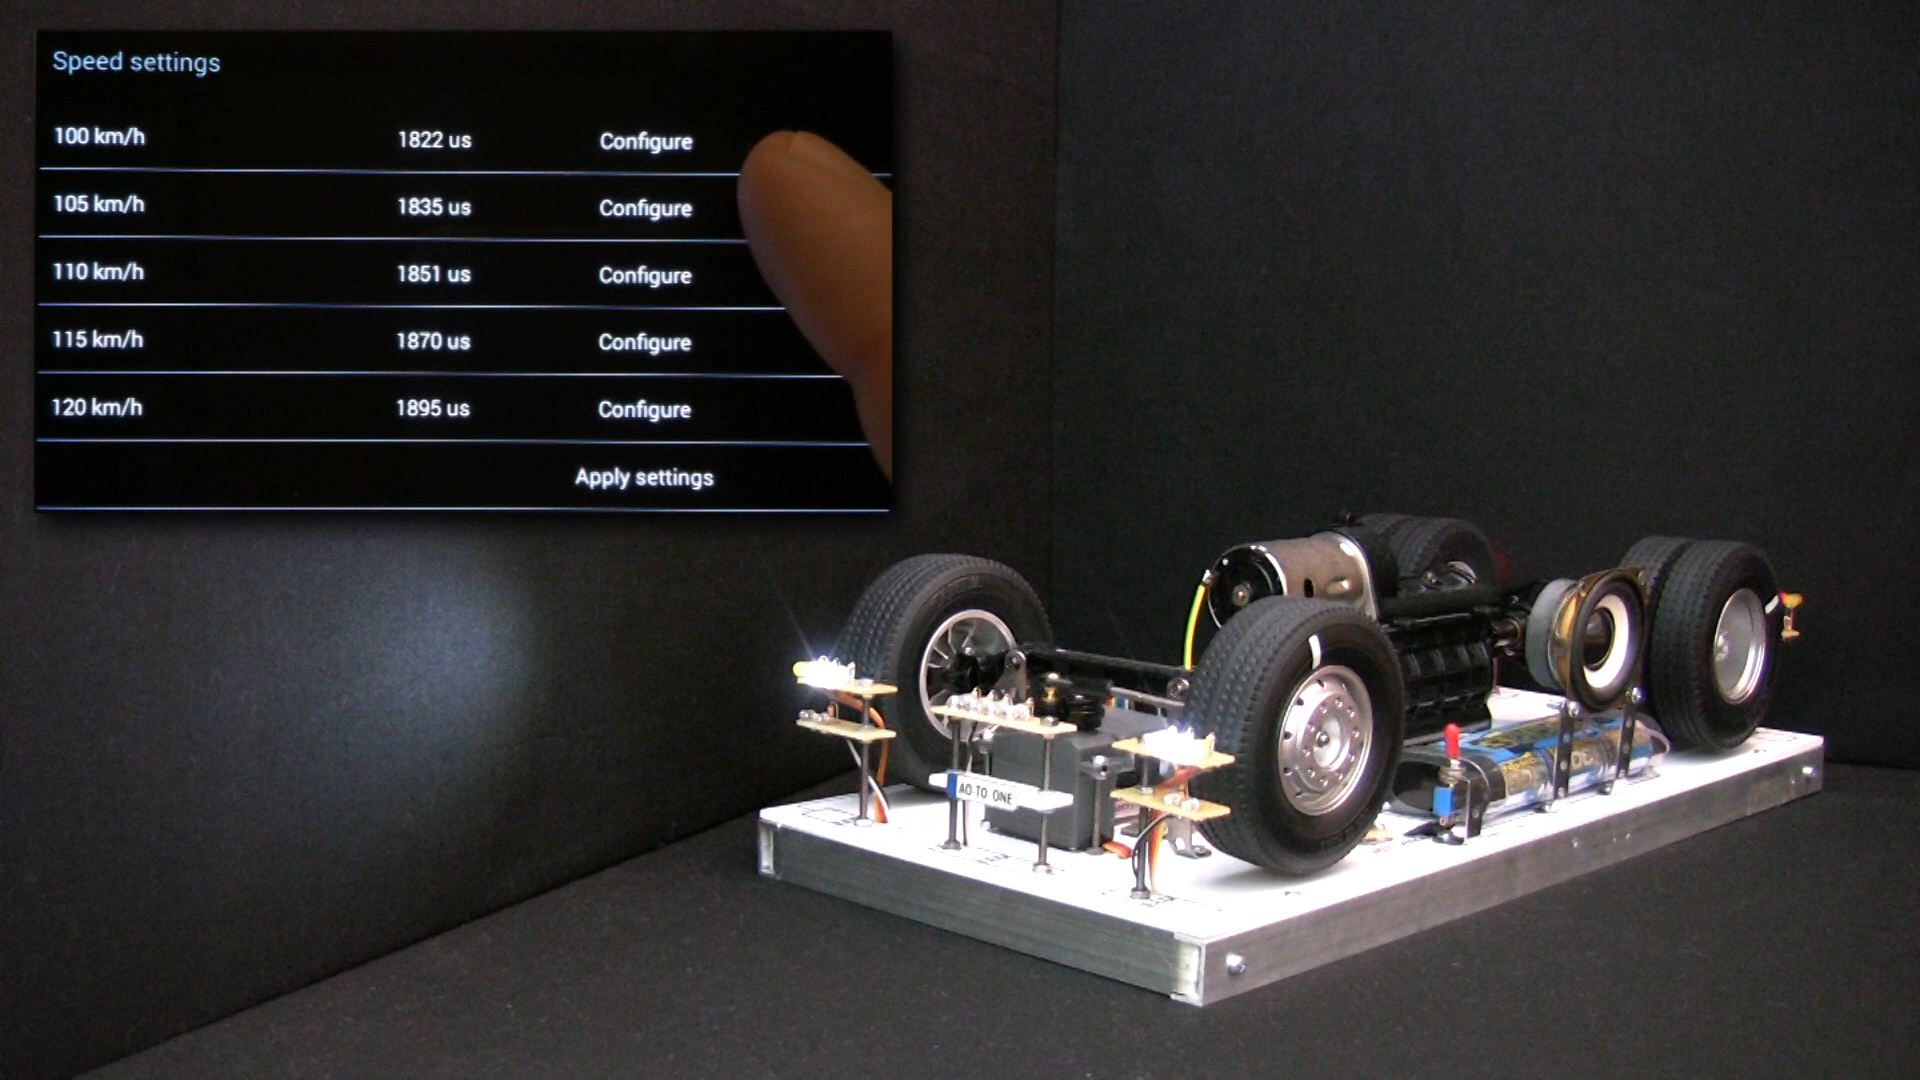 Speed settings
100 km/h 1822 us Configure
105 km/h 1835 us Configure
110 km/h 1851 us Configure
115 km/h 1870 us Configure
120 km/h 1895 us Configure
Apply settings
AO-TO ONE